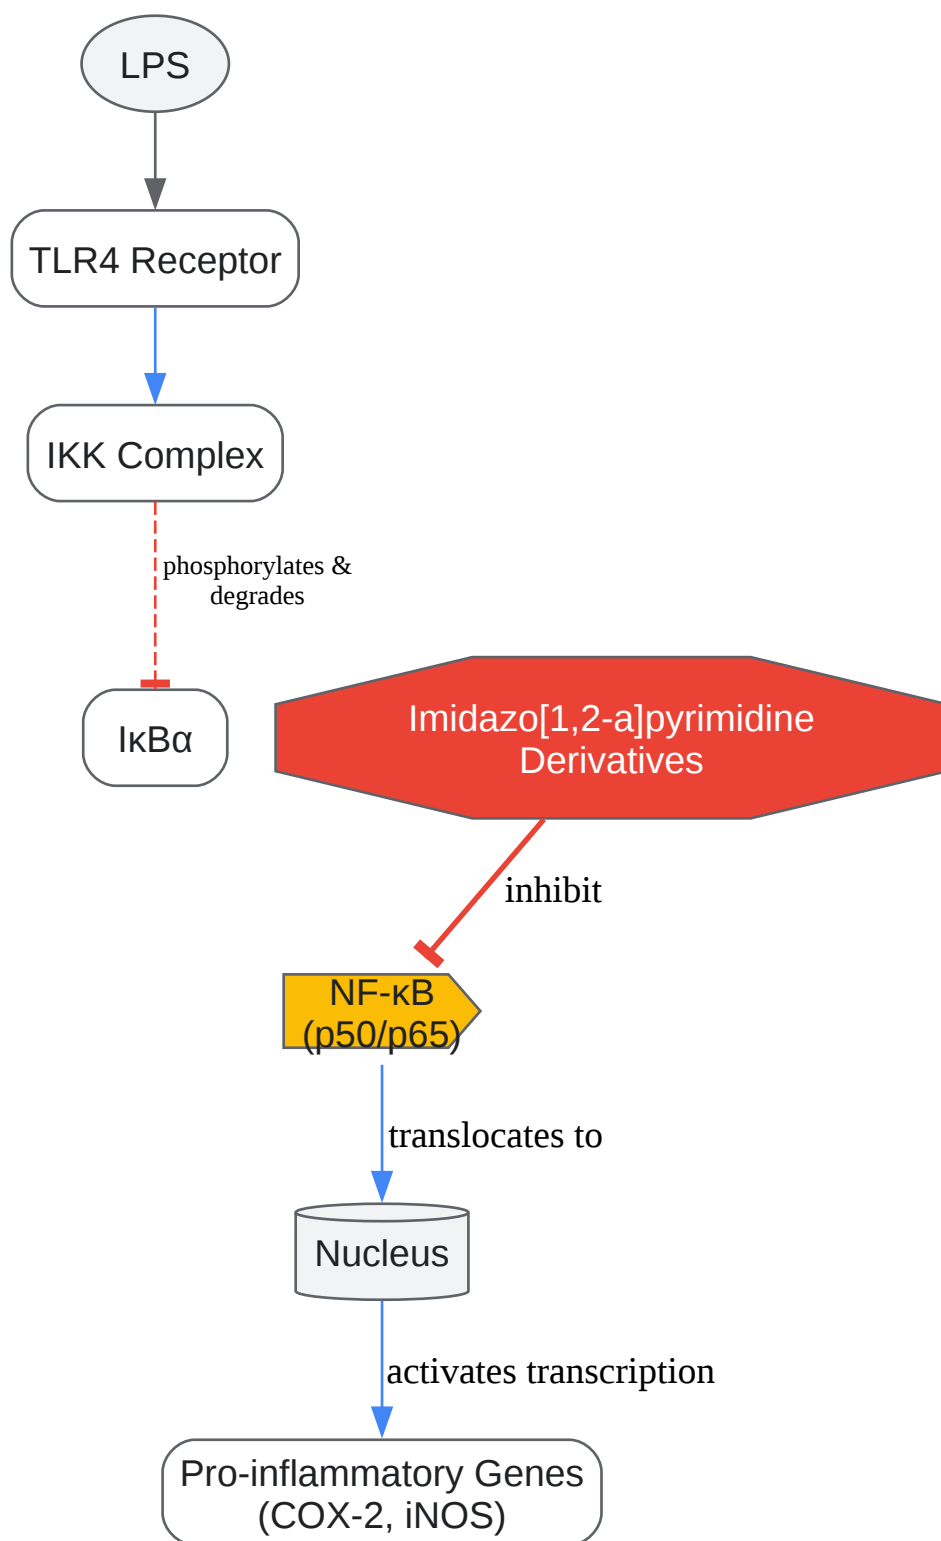 LPS
TLR4 Receptor
IKK Complex
phosphorylates &
degrades
IκBα
Imidazo[1,2-a]pyrimidine
Derivatives
inhibit
NF-κB
(p50/p65)
translocates to
Nucleus
activates transcription
Pro-inflammatory Genes
(COX-2, iNOS)